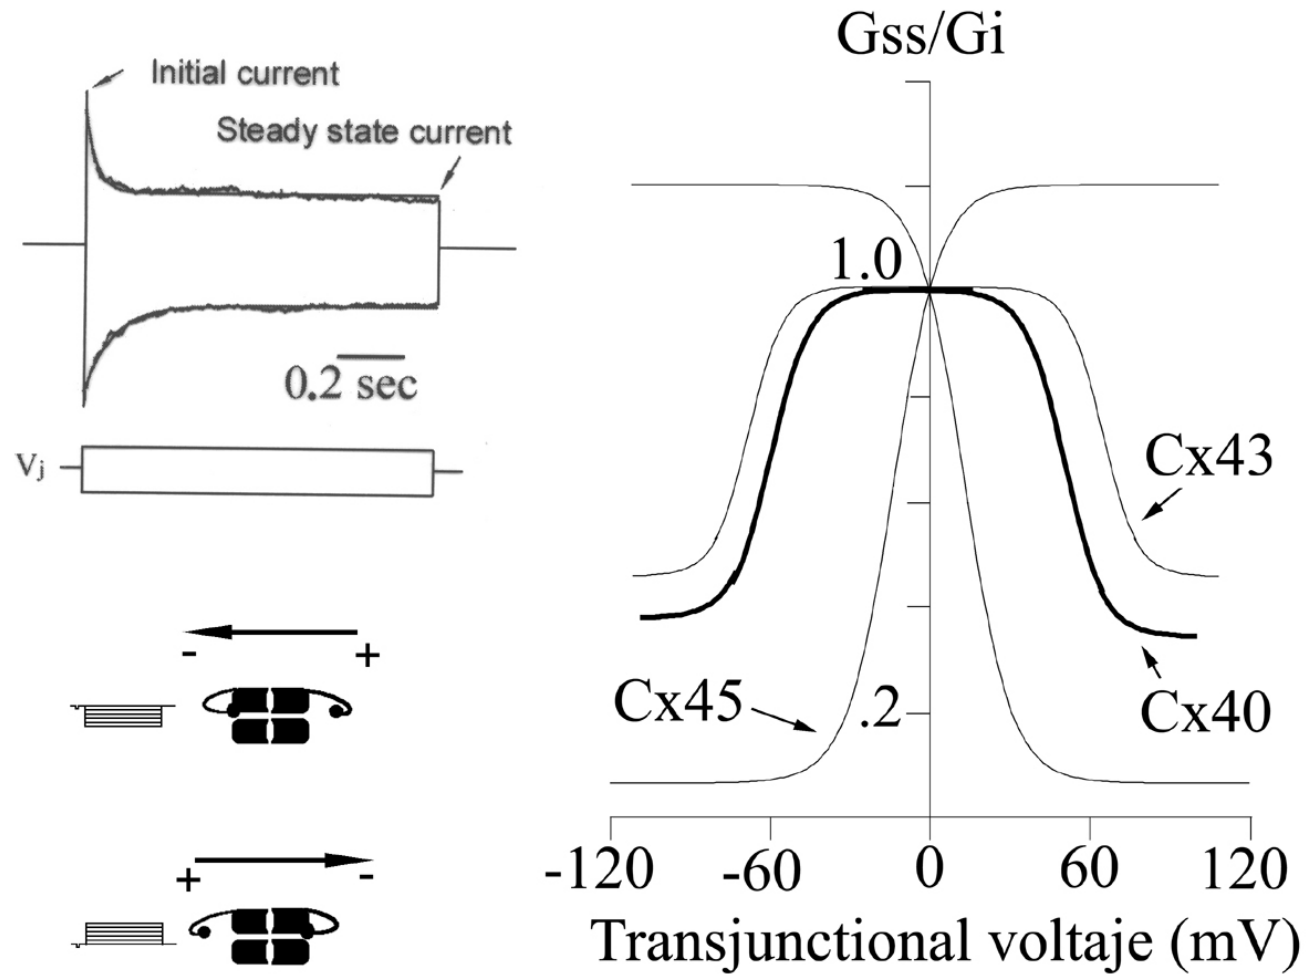 Initial current
Steady state current
0.2 sec
Vj
-
+
+
-
Gss/Gi
1.0
Cx43
Cx45
.2
Cx40
-120
-60
0
60
120
Transjunctional voltaje (mV)